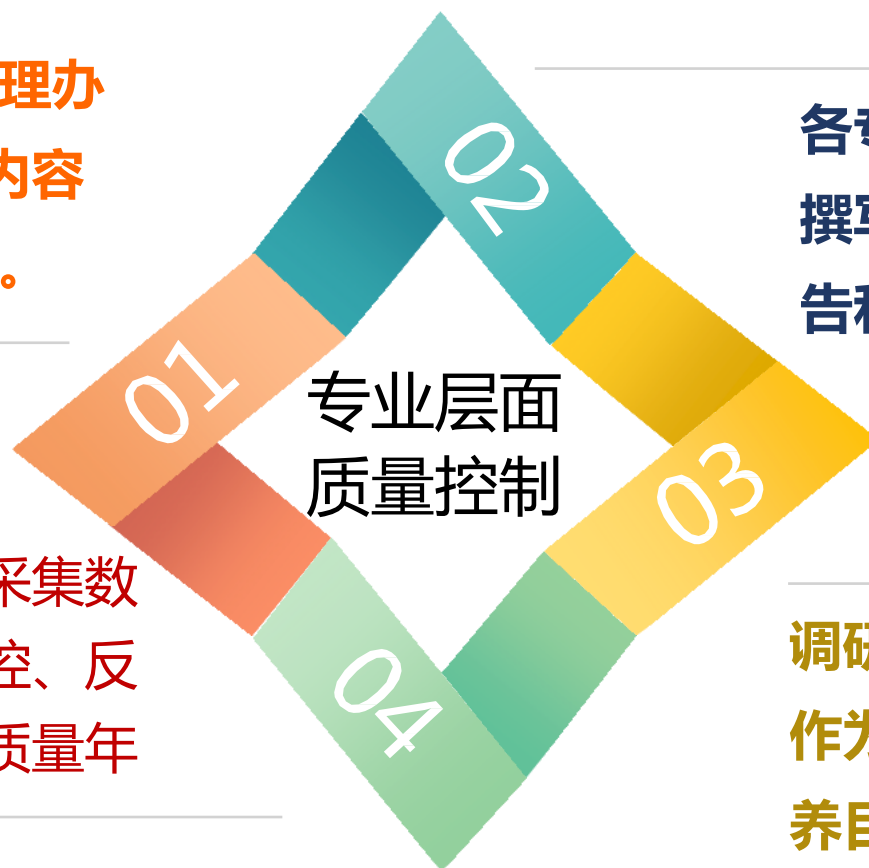 理办
内容
。
02
各专
撰写
告和
01
专业层面
质量控制
03
采集数
控、反
质量年
04
调研
作为
养目